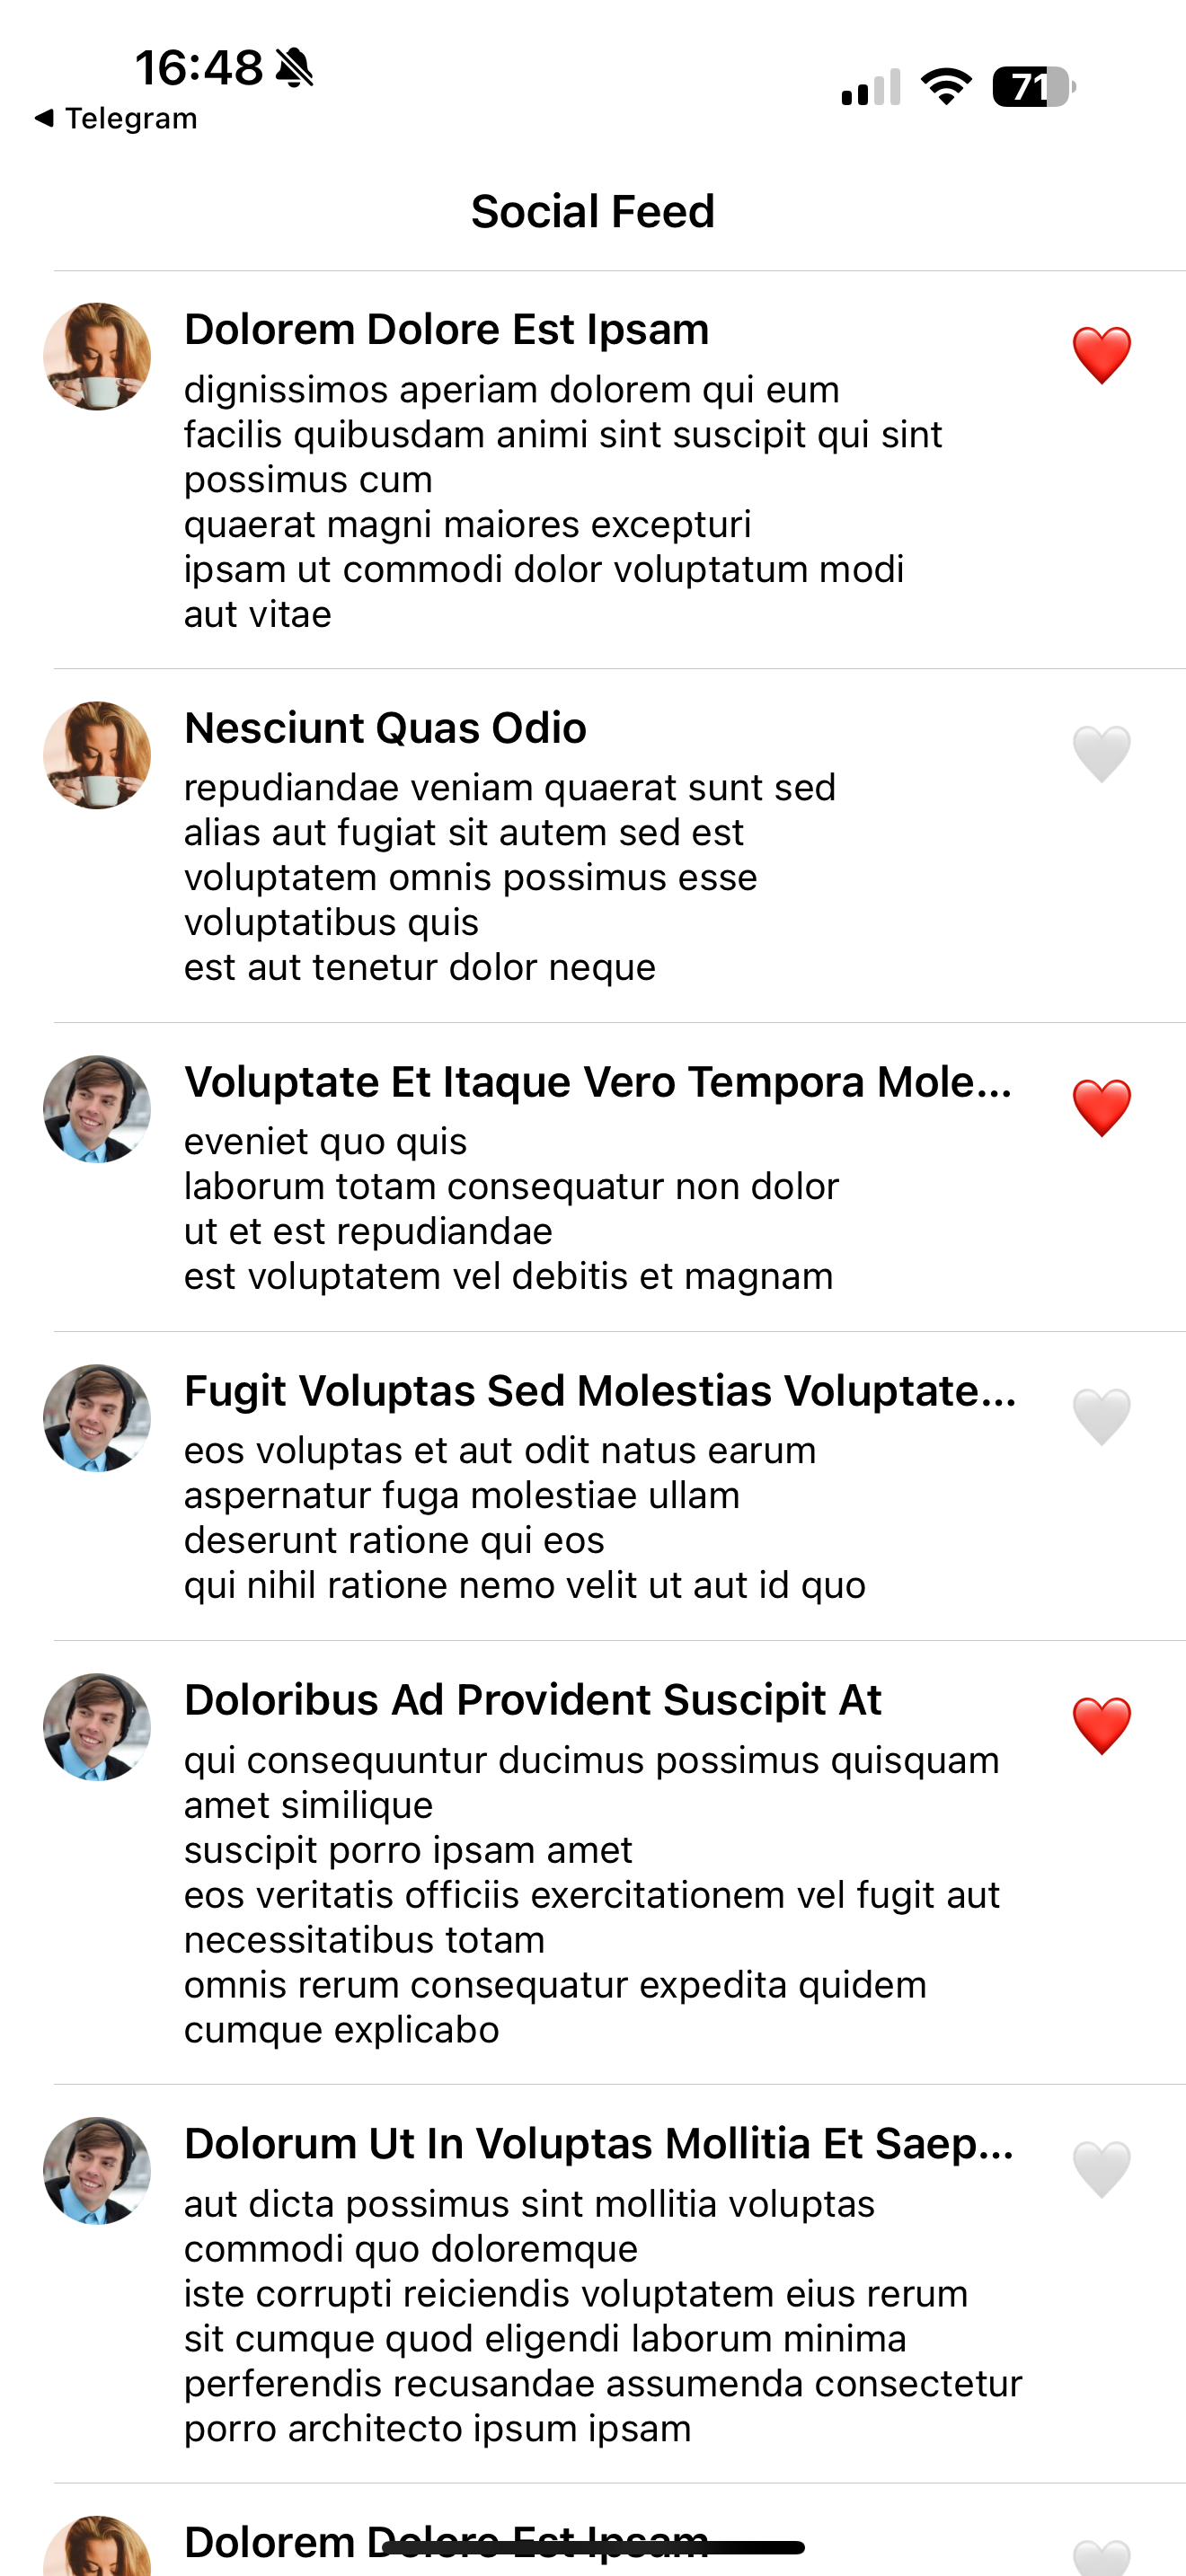 16:48
Telegram
71
Social Feed
Dolorem Dolore Est Ipsam
dignissimos aperiam dolorem qui eum
facilis quibusdam animi sint suscipit qui sint
possimus cum
quaerat magni maiores excepturi
ipsam ut commodi dolor voluptatum modi
aut vitae
Nesciunt Quas Odio
repudiandae veniam quaerat sunt sed
alias aut fugiat sit autem sed est
voluptatem omnis possimus esse
voluptatibus quis
est aut tenetur dolor neque
Voluptate Et Itaque Vero Tempora Mole...
eveniet quo quis
laborum totam consequatur non dolor
ut et est repudiandae
est voluptatem vel debitis et magnam
Fugit Voluptas Sed Molestias Voluptate...
eos voluptas et aut odit natus earum
aspernatur fuga molestiae ullam
deserunt ratione qui eos
qui nihil ratione nemo velit ut aut id quo
Doloribus Ad Provident Suscipit At
qui consequuntur ducimus possimus quisquam
amet similique
suscipit porro ipsam amet
eos veritatis officiis exercitationem vel fugit aut
necessitatibus totam
omnis rerum consequatur expedita quidem
cumque explicabo
Dolorum Ut In Voluptas Mollitia Et Saep...
aut dicta possimus sint mollitia voluptas
commodi quo doloremque
iste corrupti reiciendis voluptatem eius rerum
sit cumque quod eligendi laborum minima
perferendis recusandae assumenda consectetur
porro architecto ipsum ipsam
Dolorem Dolore Est Ipsam